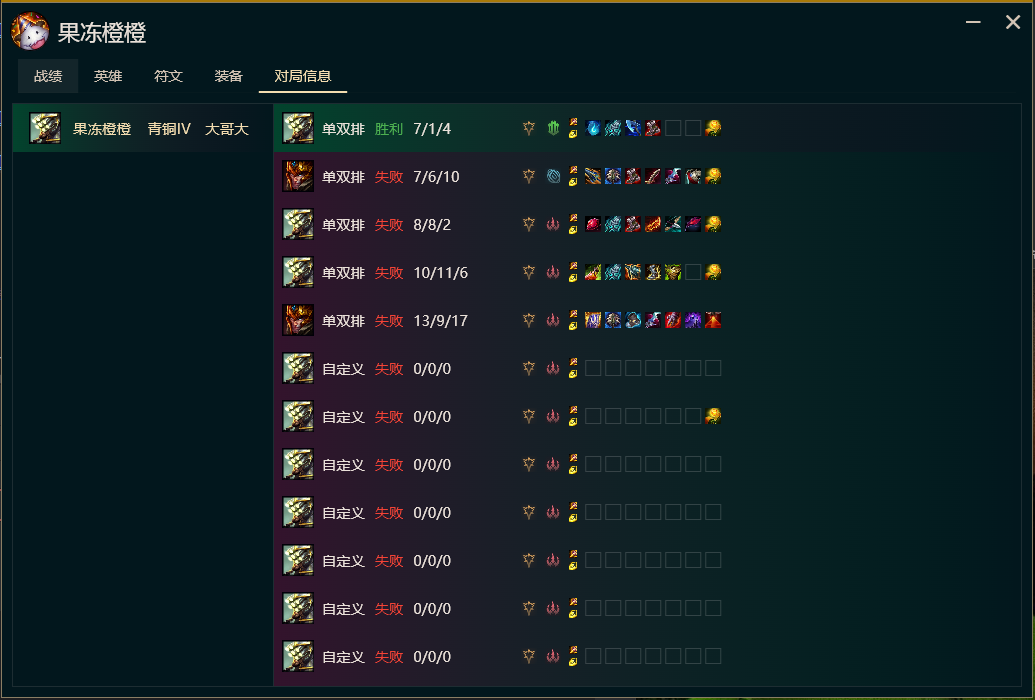 果冻橙橙
战绩 英雄 符文 装备 对局信息
果冻橙橙 青铜IV 大哥大
单双排 胜利 7/1/4
单双排 失败 7/6/10
单双排 失败 8/8/2
单双排 失败 10/11/6
单双排 失败 13/9/17
自定义 失败 0/0/0
自定义 失败 0/0/0
自定义 失败 0/0/0
自定义 失败 0/0/0
自定义 失败 0/0/0
自定义 失败 0/0/0
自定义 失败 0/0/0